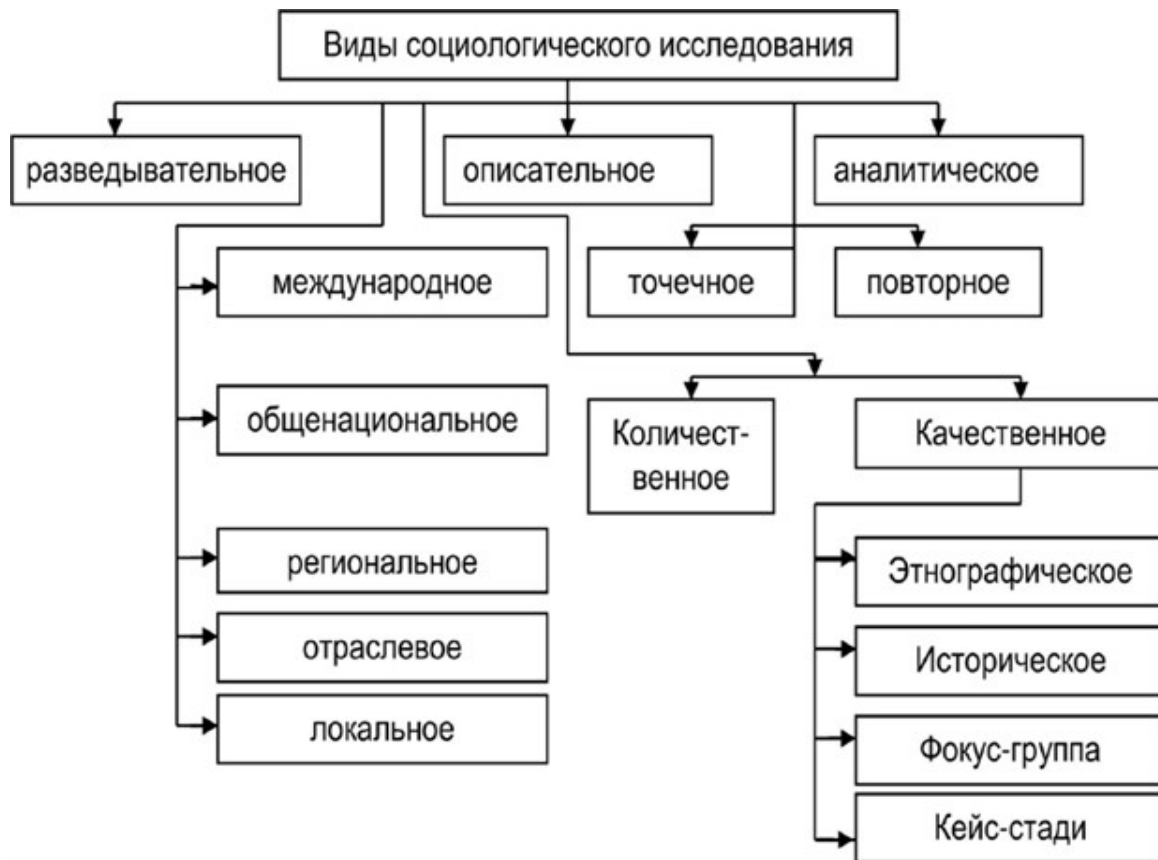 Виды социологического исследования
разведывательное
описательное
аналитическое
международное
точечное
повторное
общенациональное
Количест-
венное
Качественное
региональное
Этнографическое
отраслевое
Историческое
локальное
Фокус-группа
Кейс-стади